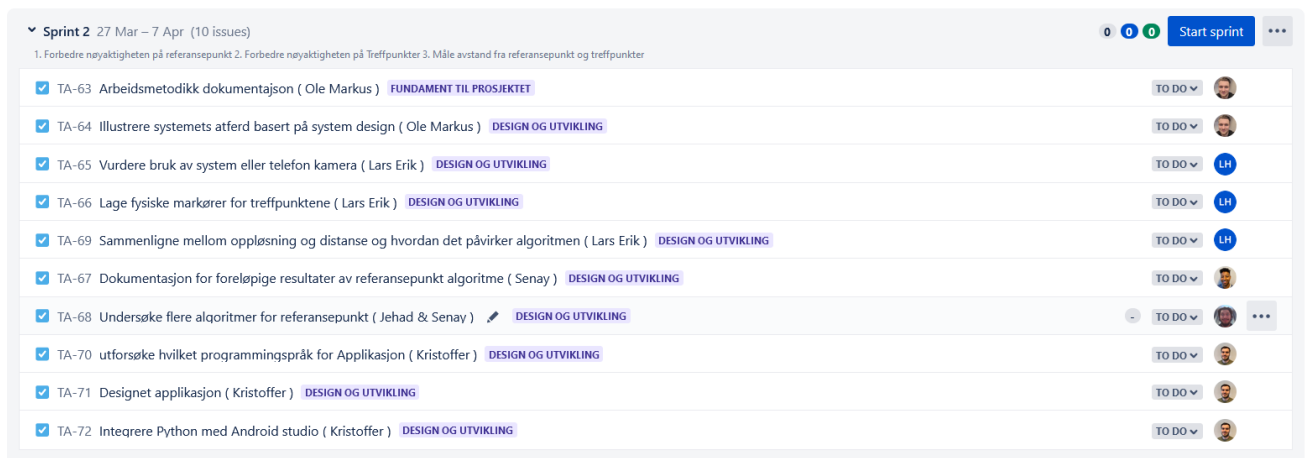 Sprint 2 27 Mar – 7 Apr (10 issues) 0 0 0 Start sprint
1. Forbedre nøyaktigheten på referansepunkt 2. Forbedre nøyaktigheten på Treffpunkter 3. Måle avstand fra referansepunkt og treffpunkter
TA-63 Arbeidsmetodikk dokumentajson ( Ole Markus ) FUNDAMENT TIL PROSJEKTET TO DO
TA-64 Illustrere systemets atferd basert på system design ( Ole Markus ) DESIGN OG UTVIKLING TO DO
TA-65 Vurdere bruk av system eller telefon kamera ( Lars Erik ) DESIGN OG UTVIKLING TO DO LH
TA-66 Lage fysiske markører for treffpunktene ( Lars Erik ) DESIGN OG UTVIKLING TO DO LH
TA-69 Sammenligne mellom oppløsning og distanse og hvordan det påvirker algoritmen ( Lars Erik ) DESIGN OG UTVIKLING TO DO LH
TA-67 Dokumentasjon for foreløpige resultater av referansepunkt algoritme ( Senay ) DESIGN OG UTVIKLING TO DO
TA-68 Undersøke flere algoritmer for referansepunkt ( Jehad & Senay ) DESIGN OG UTVIKLING - TO DO
TA-70 utforsøke hvilket programmingspråk for Applikasjon ( Kristoffer ) DESIGN OG UTVIKLING TO DO
TA-71 Designet applikasjon ( Kristoffer ) DESIGN OG UTVIKLING TO DO
TA-72 Integrere Python med Android studio ( Kristoffer ) DESIGN OG UTVIKLING TO DO